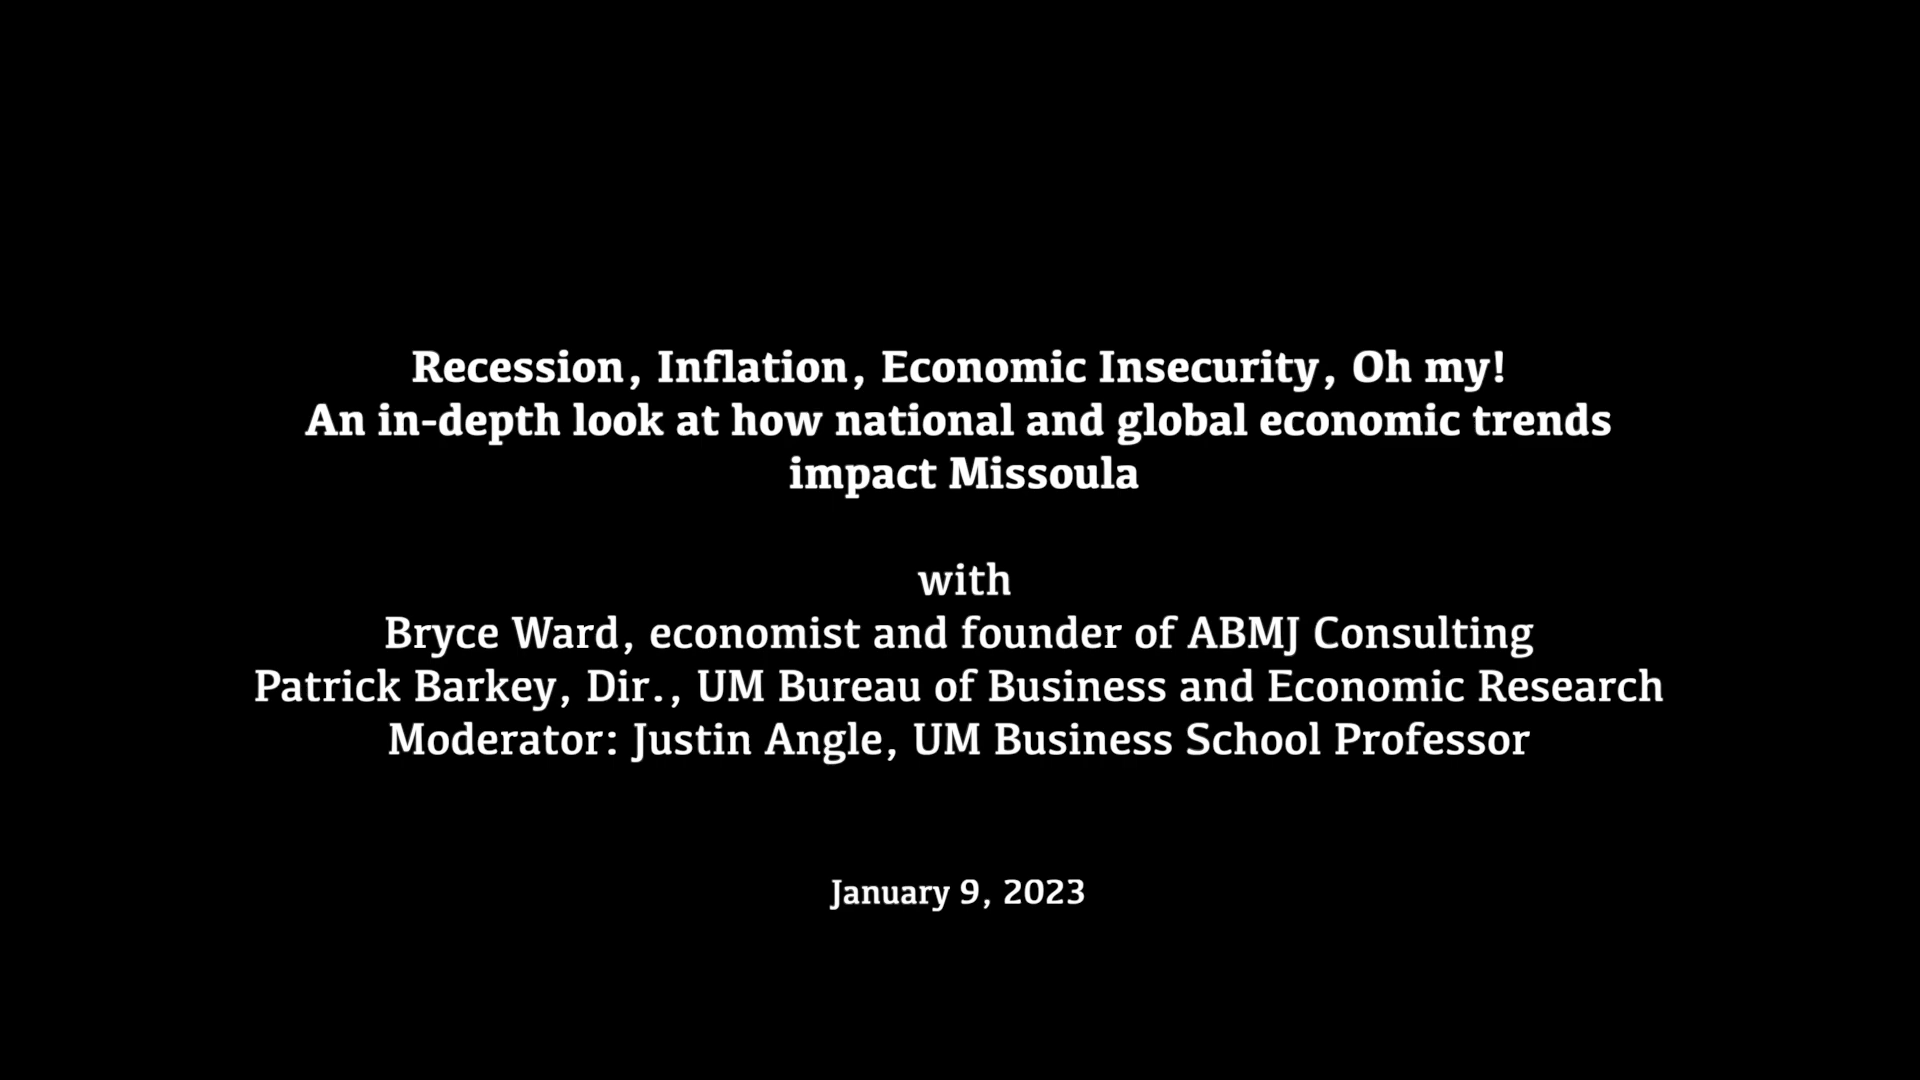 Recession, Inflation, Economic Insecurity, Oh my!
An in-depth look at how national and global economic trends
impact Missoula
with
Bryce Ward, economist and founder of ABMJ Consulting
Patrick Barkey, Dir., UM Bureau of Business and Economic Research
Moderator: Justin Angle, UM Business School Professor
January 9, 2023